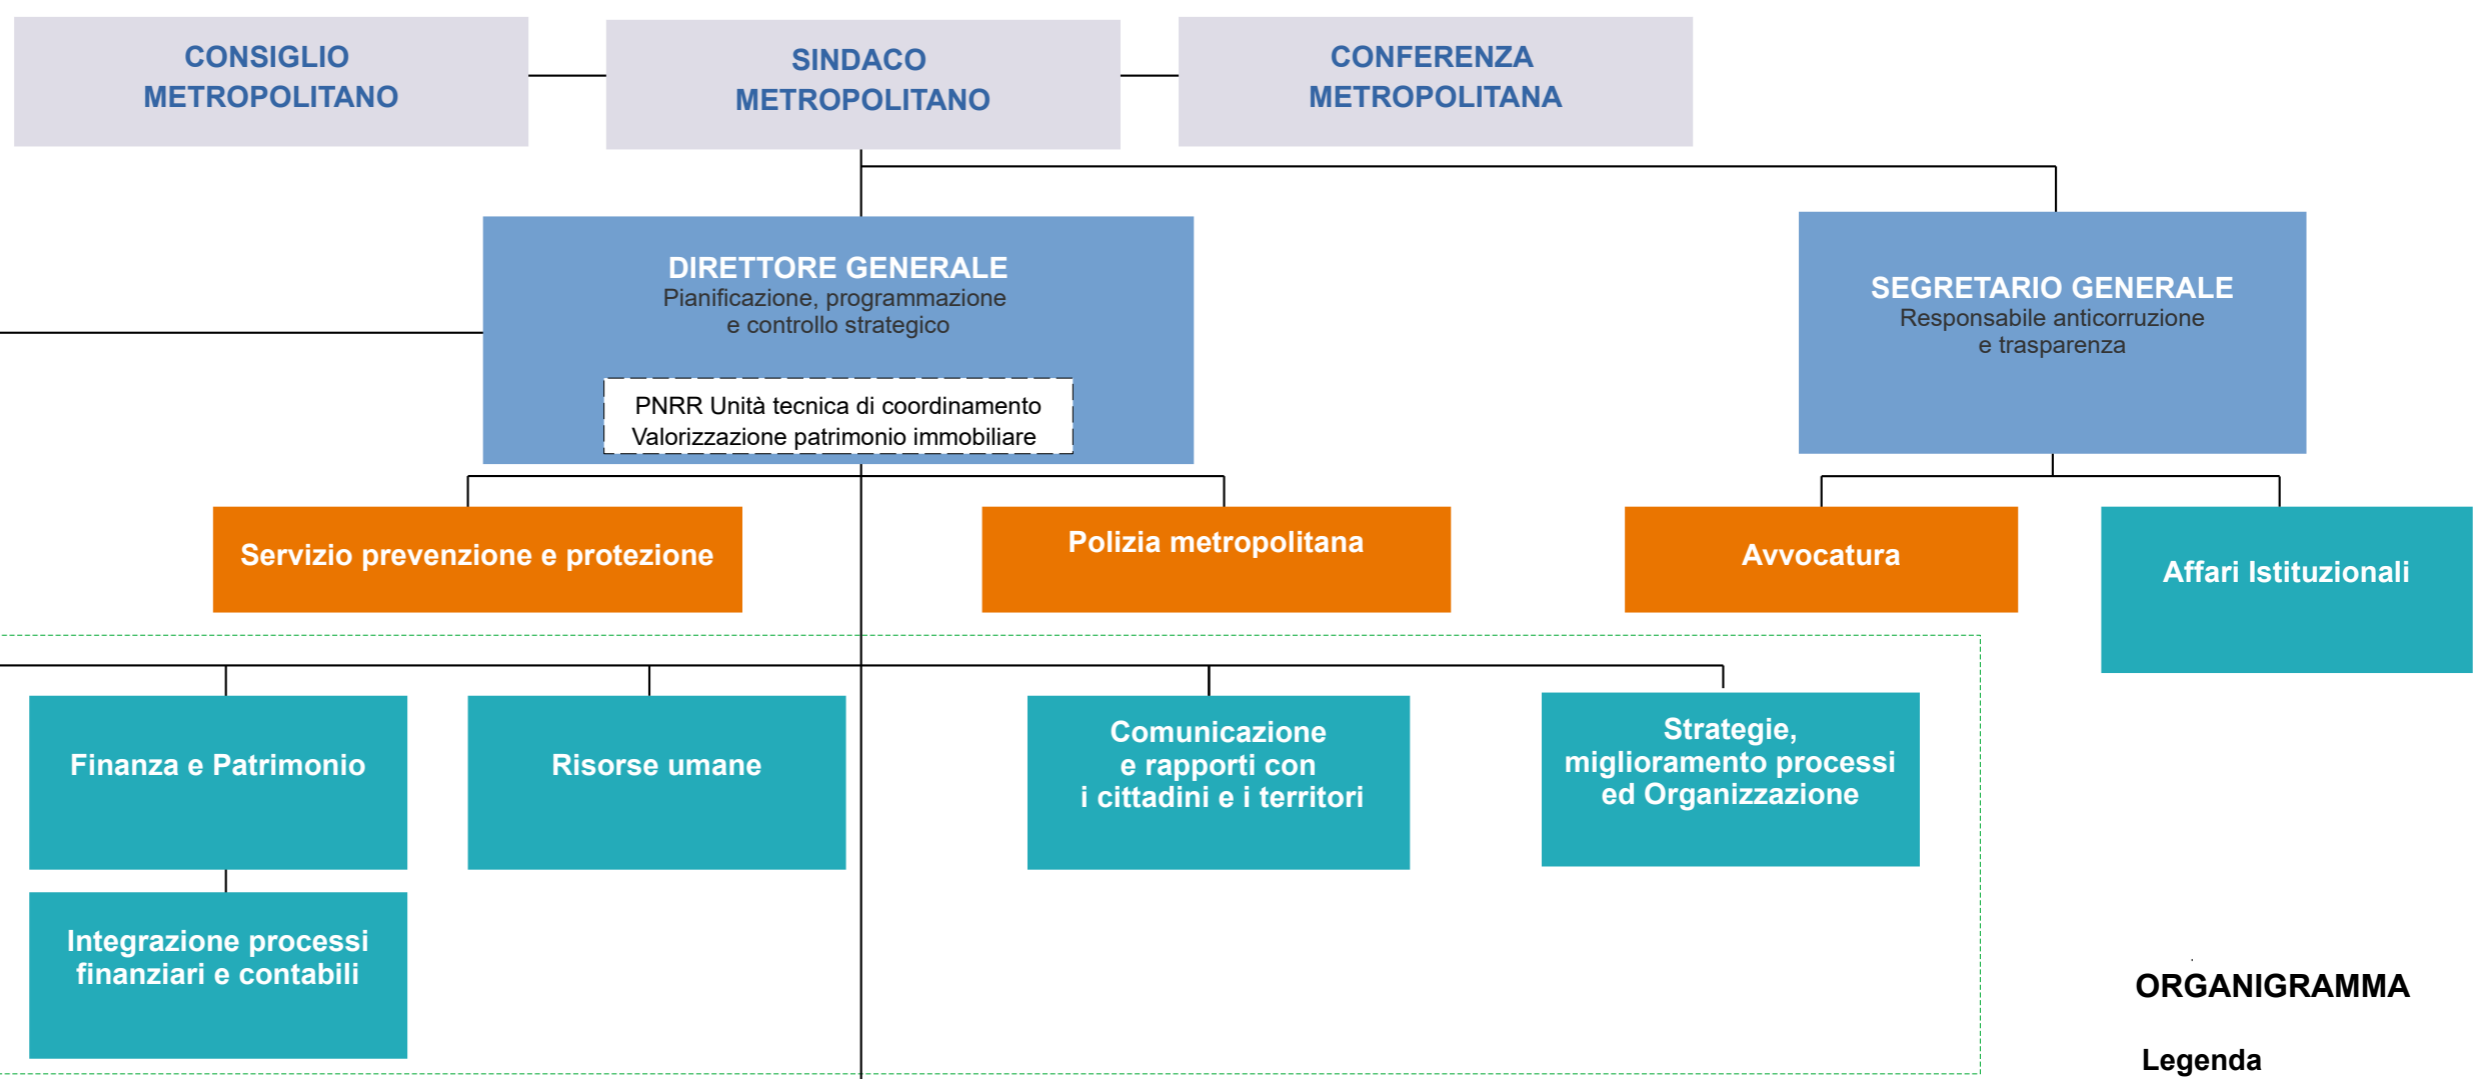 CONSIGLIO
METROPOLITANO
SINDACO
METROPOLITANO
CONFERENZA
METROPOLITANA
DIRETTORE GENERALE
Pianificazione, programmazione
e controllo strategico
PNRR Unità tecnica di coordinamento
Valorizzazione patrimonio immobiliare
SEGRETARIO GENERALE
Responsabile anticorruzione
e trasparenza
Servizio prevenzione e protezione
Polizia metropolitana
Avvocatura
Affari Istituzionali
Finanza e Patrimonio
Risorse umane
Comunicazione
e rapporti con
i cittadini e i territori
Strategie,
miglioramento processi
ed Organizzazione
Integrazione processi
finanziari e contabili
ORGANIGRAMMA
Legenda